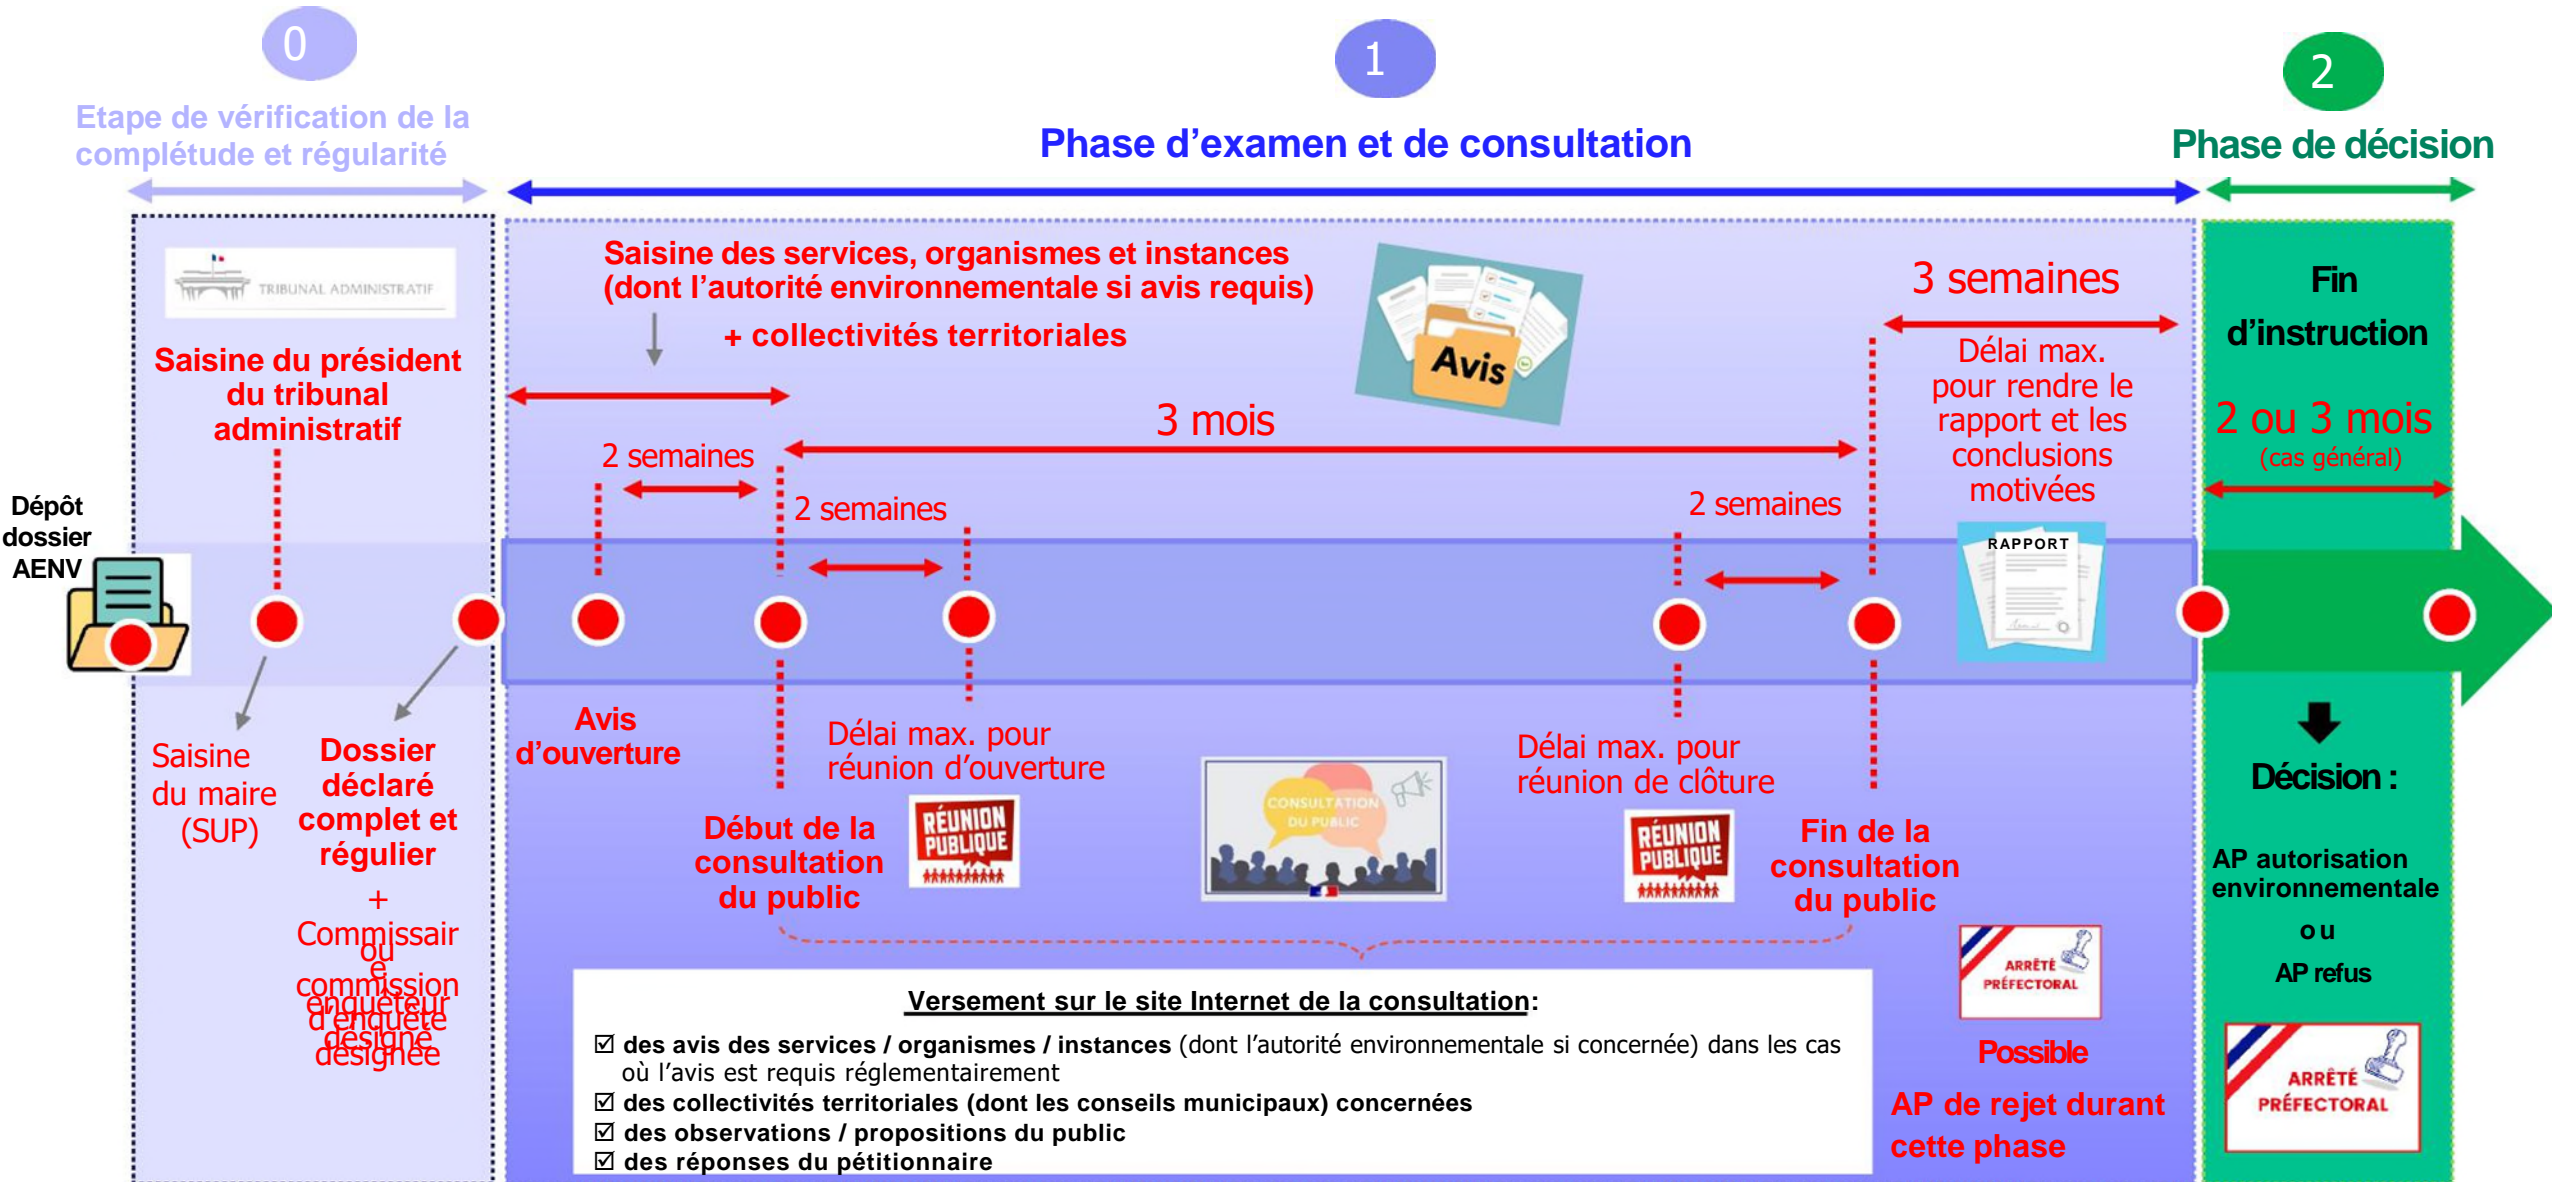 0
Etape de vérification de la
complétude et régularité
1
Phase d’examen et de consultation
2
Phase de décision
TRIBUNAL ADMINISTRATIF
Saisine du président
du tribunal
administratif
Dépôt
dossier
AENV
Saisine
du maire
(SUP)
Dossier
déclaré
complet et
régulier
+
Commissair
e
enquêteur
désigné
ou
commission
d’enquête
désignée
Saisine des services, organismes et instances
(dont l’autorité environnementale si avis requis)
+ collectivités territoriales
Avis
3 mois
2 semaines
2 semaines
2 semaines
3 semaines
Délai max.
pour rendre le
rapport et les
conclusions
motivées
RAPPORT
Avis
d’ouverture
Début de la
consultation
du public
Délai max. pour
réunion d’ouverture
RÉUNION
PUBLIQUE
CONSULTATION
DU PUBLIC
Délai max. pour
réunion de clôture
RÉUNION
PUBLIQUE
Fin de la
consultation
du public
Versement sur le site Internet de la consultation:
☑ des avis des services / organismes / instances (dont l’autorité environnementale si concernée) dans les cas
où l’avis est requis réglementairement
☑ des collectivités territoriales (dont les conseils municipaux) concernées
☑ des observations / propositions du public
☑ des réponses du pétitionnaire
ARRÊTÉ
PRÉFECTORAL
Possible
AP de rejet durant
cette phase
Fin
d’instruction
2 ou 3 mois
(cas général)
Décision :
AP autorisation
environnementale
ou
AP refus
ARRÊTÉ
PRÉFECTORAL